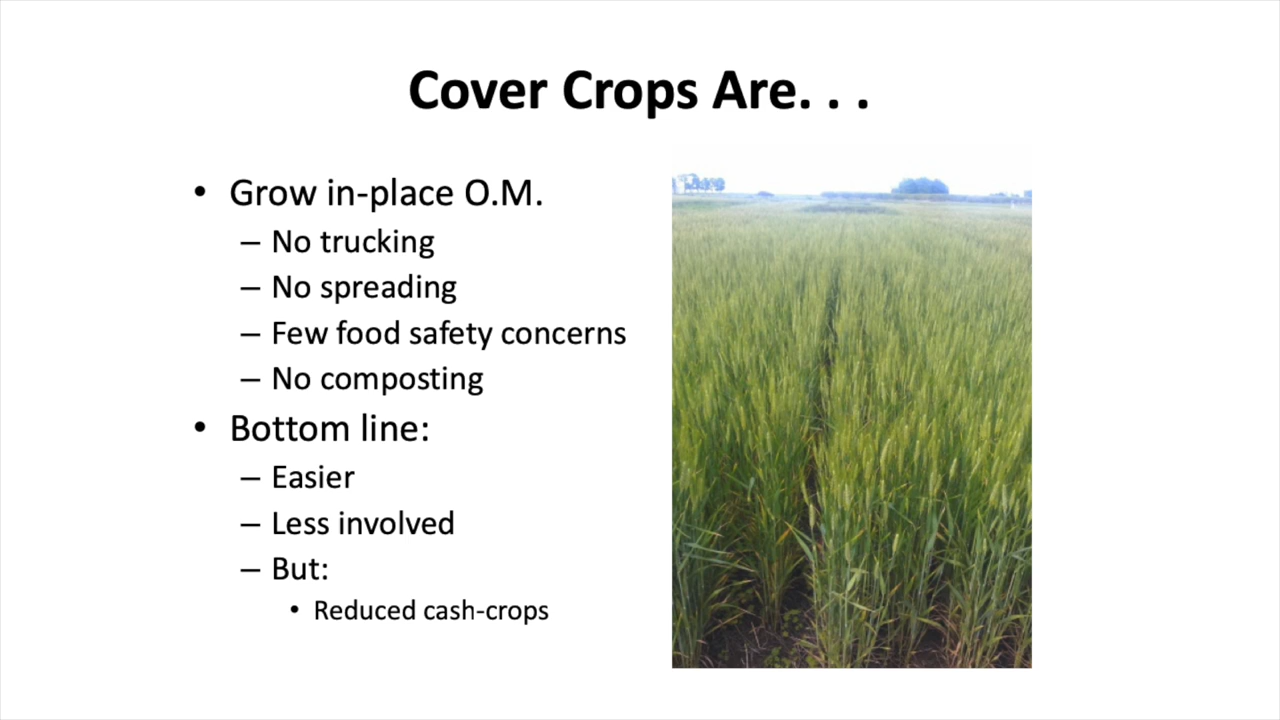 Cover Crops Are. . .
• Grow in-place O.M.
– No trucking
– No spreading
– Few food safety concerns
– No composting
• Bottom line:
– Easier
– Less involved
– But:
• Reduced cash-crops